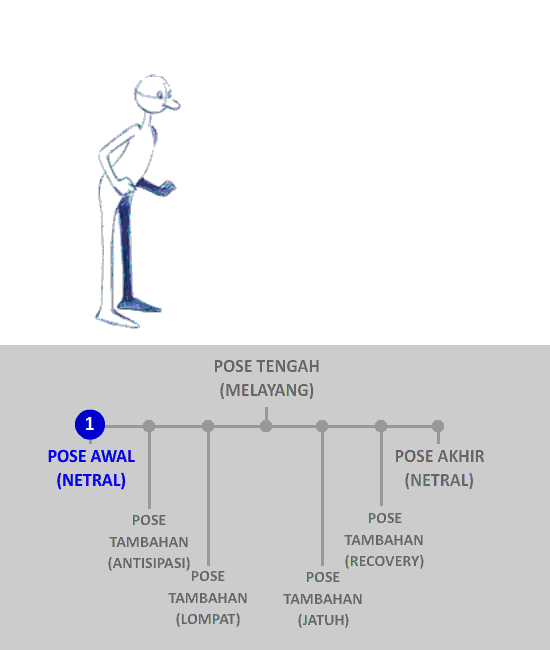 POSE TENGAH
(MELAYANG)
1
POSE AWAL
(NETRAL)
POSE AKHIR
(NETRAL)
POSE
TAMBAHAN
(ANTISIPASI)
POSE
TAMBAHAN
(LOMPAT)
POSE
TAMBAHAN
(JATUH)
POSE
TAMBAHAN
(RECOVERY)